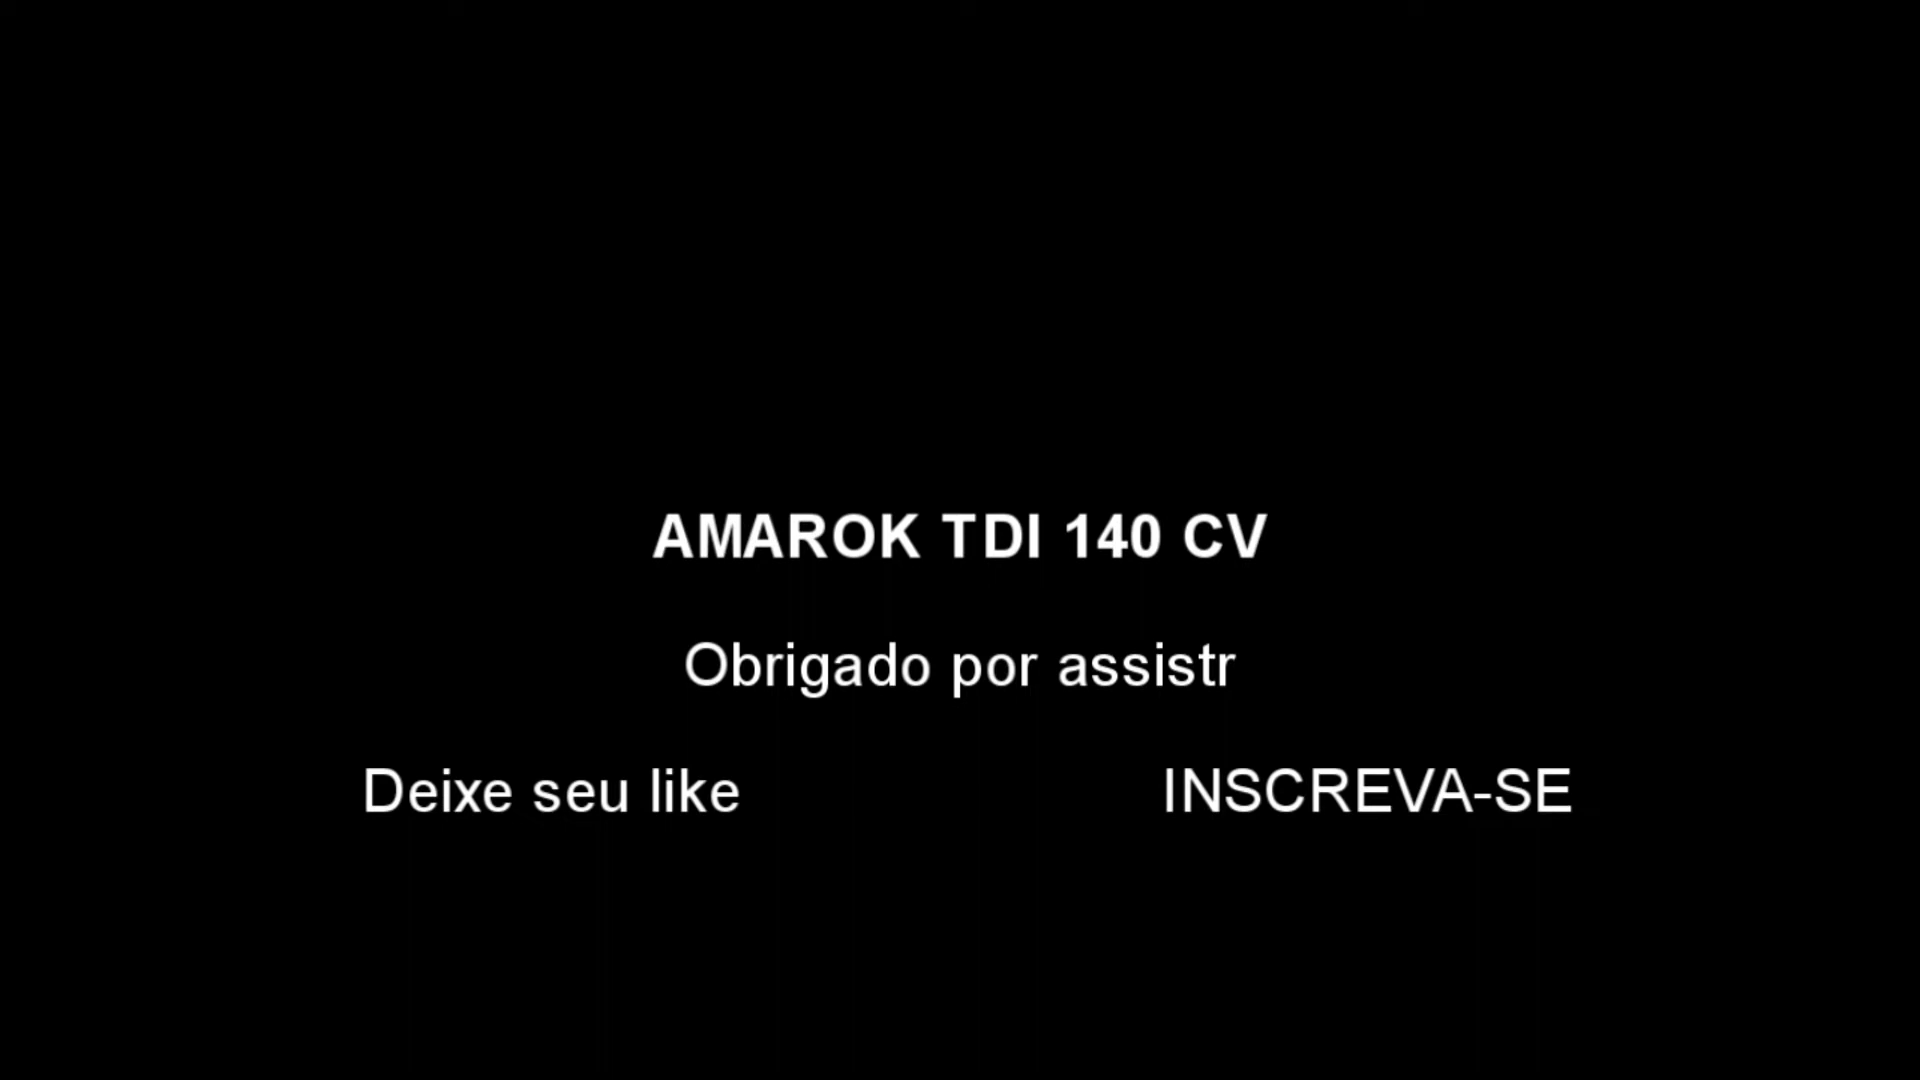 AMAROK TDI 140 CV
Obrigado por assistr
Deixe seu like INSCREVA-SE